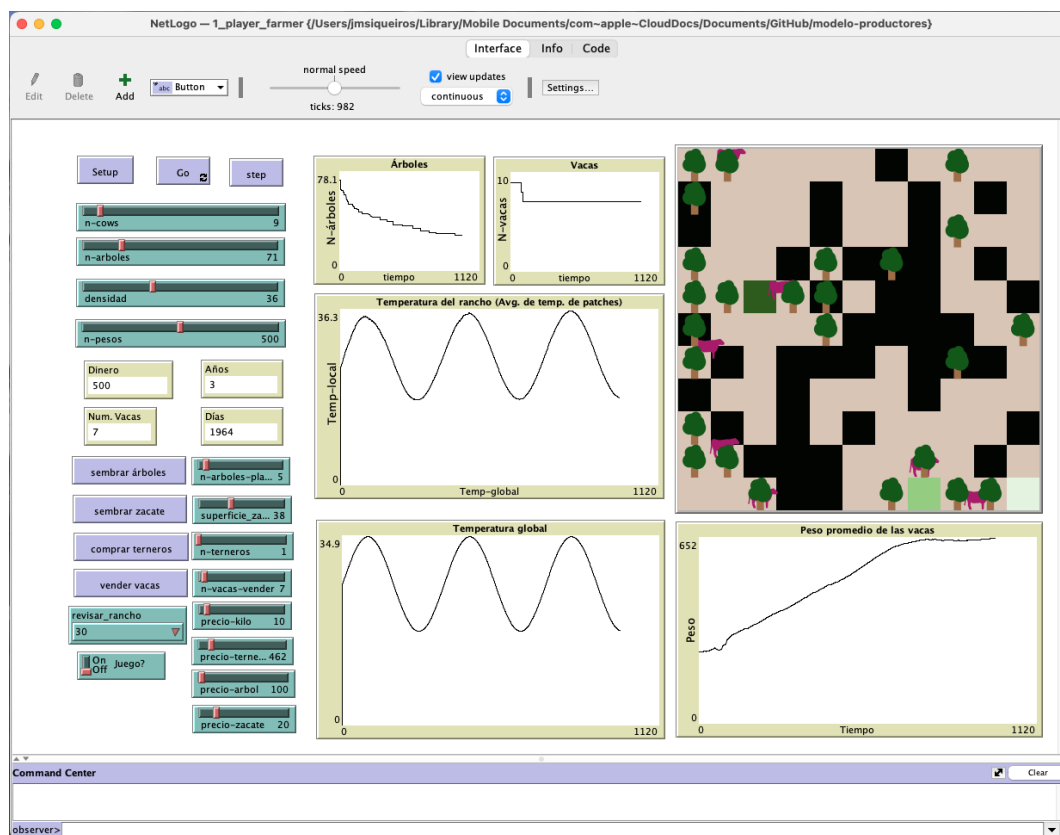 NetLogo — 1_player_farmer {/Users/jmsiqueiros/Library/Mobile Documents/com~apple~CloudDocs/Documents/GitHub/modelo-productores}
Interface Info Code
Edit Delete Add abc Button
normal speed
ticks: 982
view updates
continuous
Settings...
Setup Go step
n-cows 9
n-arboles 71
densidad 36
n-pesos 500
Dinero
500
Años
3
Num. Vacas
7
Días
1964
sembrar árboles
n-arboles-pla... 5
sembrar zacate
superficie_za... 38
comprar terneros
n-terneros 1
vender vacas
n-vacas-vender 7
revisar_rancho
30
precio-kilo 10
On
Off
Juego?
precio-terne... 462
precio-arbol 100
precio-zacate 20
Árboles
78.1
N-árboles
0
0 tiempo 1120
Vacas
10
N-vacas
0
0 tiempo 1120
Temperatura del rancho (Avg. de temp. de patches)
36.3
Temp-local
0
0 Temp-global 1120
Temperatura global
34.9
0
0 1120
Peso promedio de las vacas
652
Peso
0
0 Tiempo 1120
Command Center
Clear
observer>